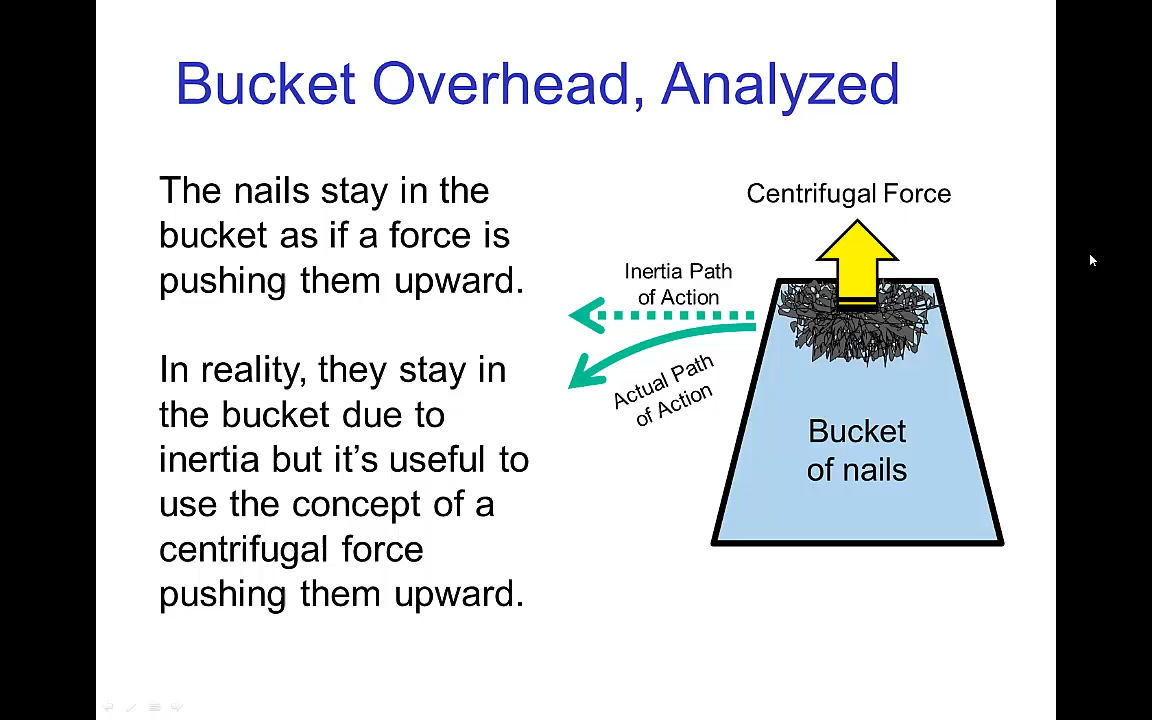 Bucket Overhead, Analyzed
The nails stay in the
bucket as if a force is
pushing them upward.
In reality, they stay in
the bucket due to
inertia but it’s useful to
use the concept of a
centrifugal force
pushing them upward.
Centrifugal Force
Inertia Path
of Action
Actual Path
of Action
Bucket
of nails